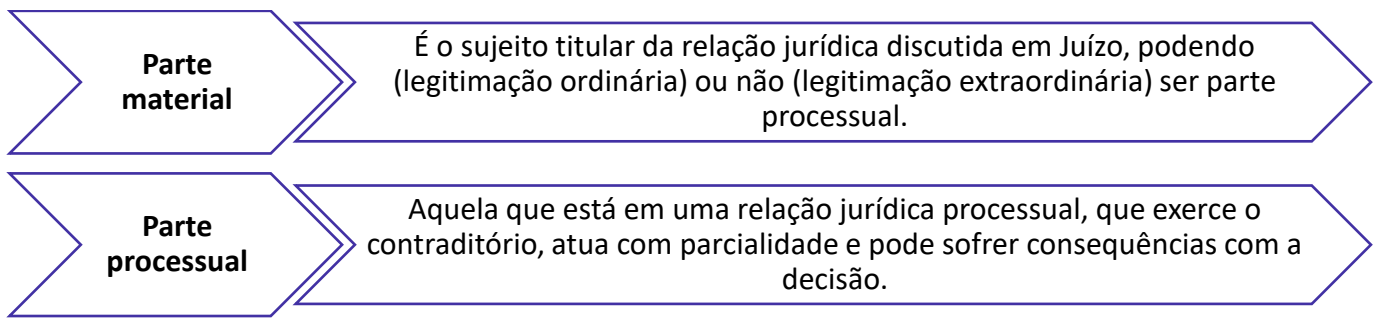 Parte
material
É o sujeito titular da relação jurídica discutida em Juízo, podendo
(legitimação ordinária) ou não (legitimação extraordinária) ser parte
processual.
Parte
processual
Aquela que está em uma relação jurídica processual, que exerce o
contraditório, atua com parcialidade e pode sofrer consequências com a
decisão.